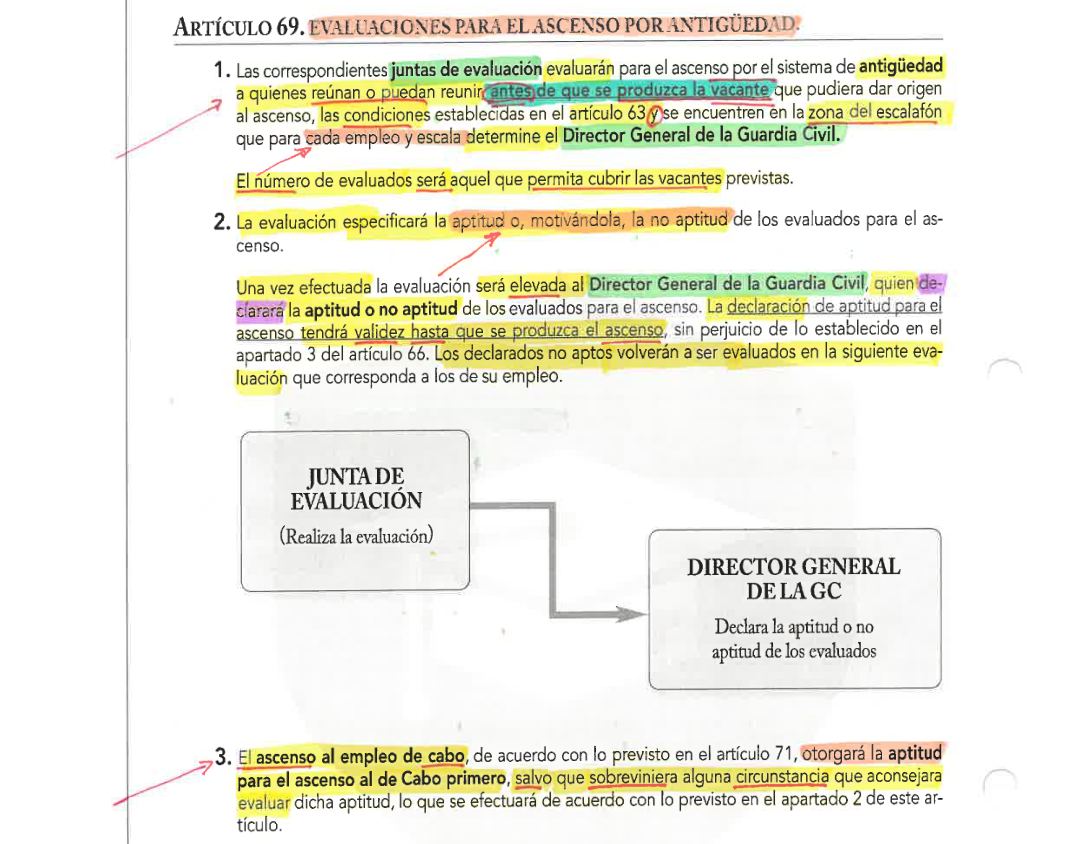 ARTÍCULO 69. EVALUACIONES PARA EL ASCENSO POR ANTIGÜEDAD.
1. Las correspondientes juntas de evaluación evaluarán para el ascenso por el sistema de antigüedad
a quienes reúnan o puedan reunir antes de que se produzca la vacante que pudiera dar origen
al ascenso, las condiciones establecidas en el artículo 63 y se encuentren en la zona del escalafón
que para cada empleo y escala determine el Director General de la Guardia Civil.
El número de evaluados será aquel que permita cubrir las vacantes previstas.
2. La evaluación especificará la aptitud o, motivándola, la no aptitud de los evaluados para el as-
censo.
Una vez efectuada la evaluación será elevada al Director General de la Guardia Civil, quien de-
clarará la aptitud o no aptitud de los evaluados para el ascenso. La declaración de aptitud para el
ascenso tendrá validez hasta que se produzca el ascenso, sin perjuicio de lo establecido en el
apartado 3 del artículo 66. Los declarados no aptos volverán a ser evaluados en la siguiente eva-
luación que corresponda a los de su empleo.
JUNTA DE
EVALUACIÓN
(Realiza la evaluación)
DIRECTOR GENERAL
DE LA GC
Declara la aptitud o no
aptitud de los evaluados
3. El ascenso al empleo de cabo, de acuerdo con lo previsto en el artículo 71, otorgará la aptitud
para el ascenso al de Cabo primero, salvo que sobreviniera alguna circunstancia que aconsejara
evaluar dicha aptitud, lo que se efectuará de acuerdo con lo previsto en el apartado 2 de este ar-
tículo.